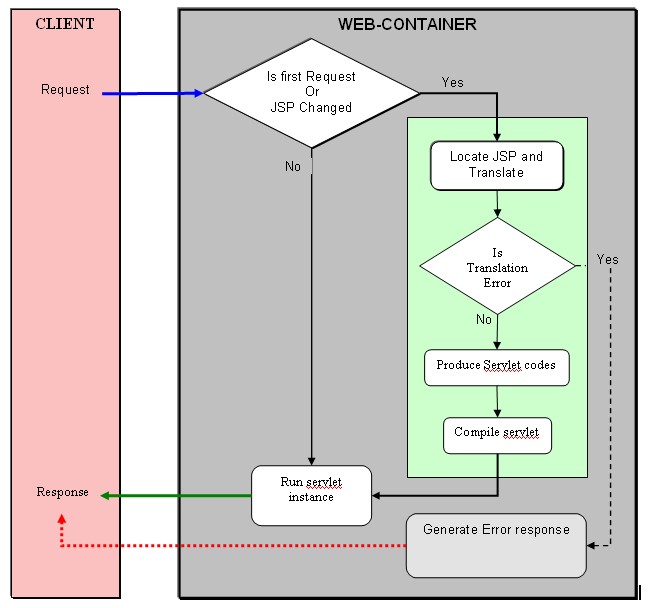 CLIENT
WEB-CONTAINER
Request
Is first Request
Or
JSP Changed
Yes
No
Locate JSP and
Translate
Is
Translation
Error
Yes
No
Produce Servlet codes
Compile servlet
Run servlet
instance
Response
Generate Error response